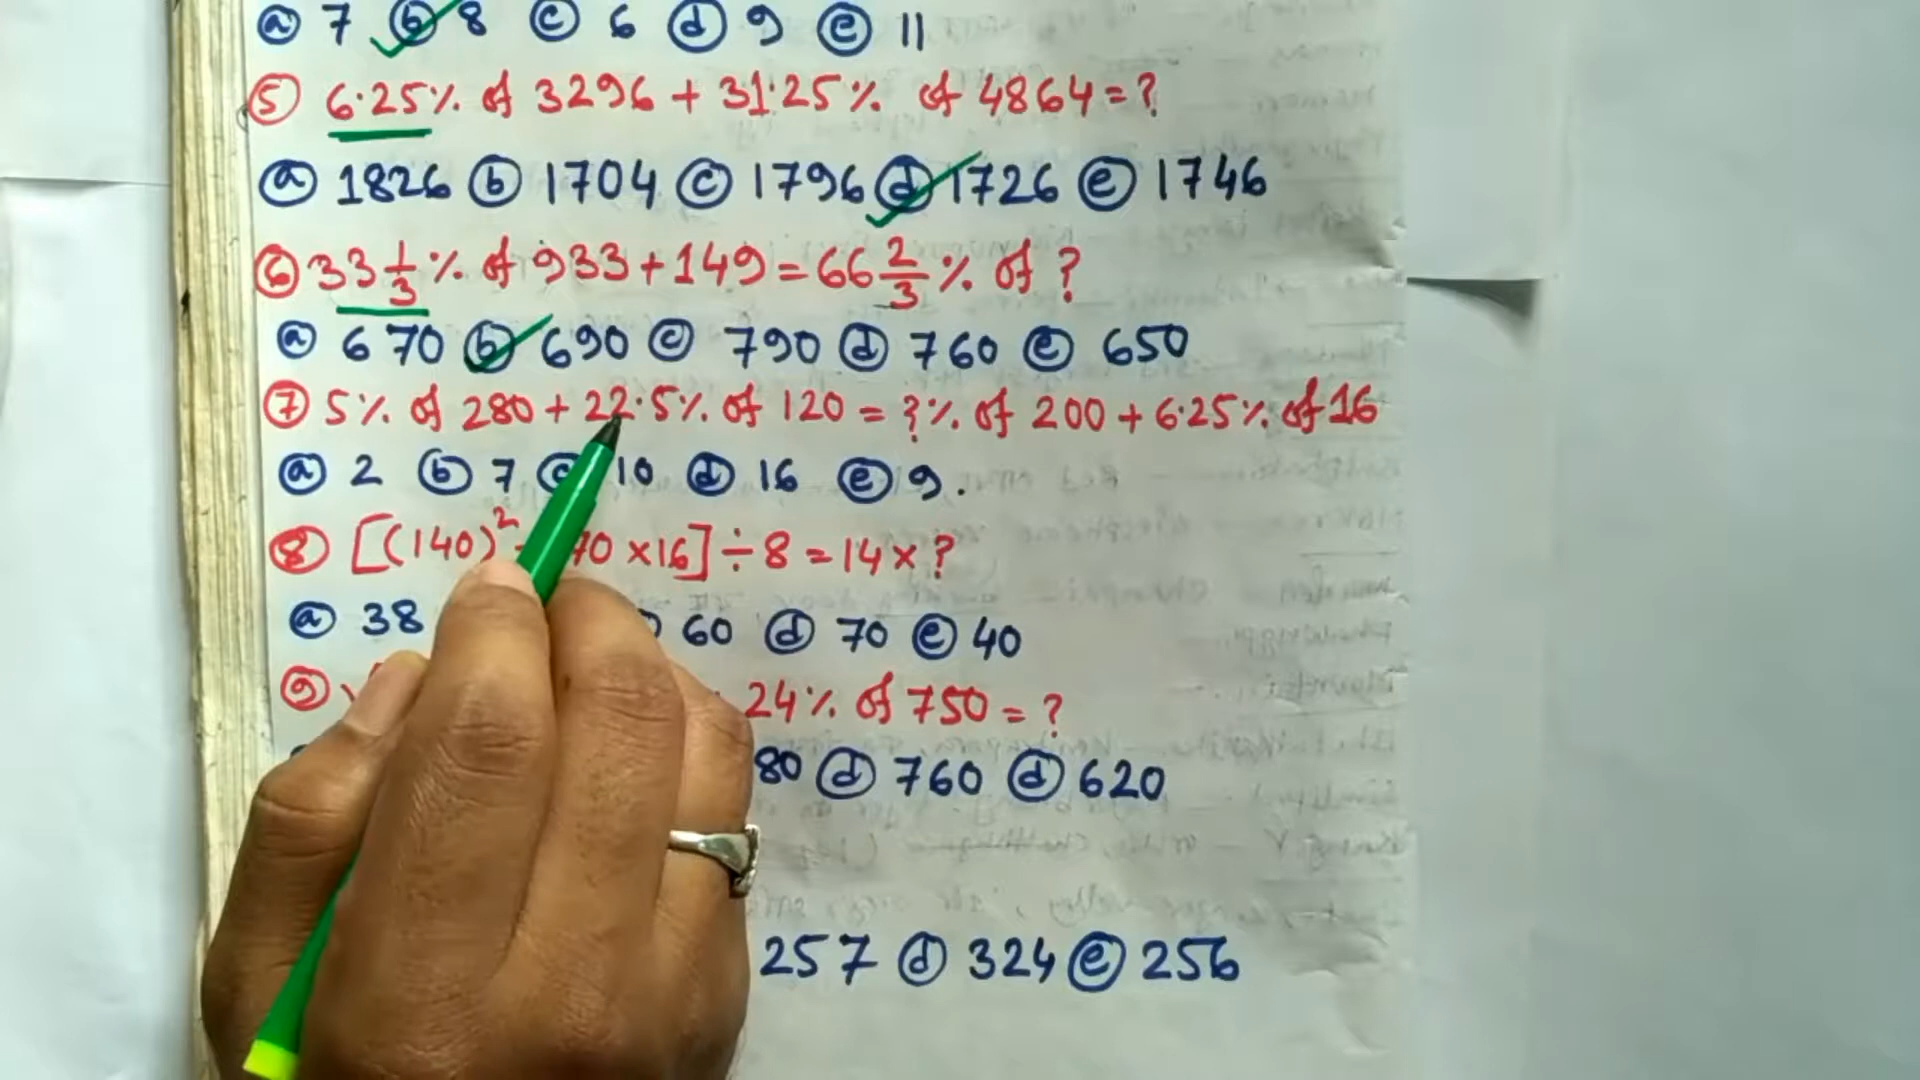 ⓐ 7 ⓑ 8 ⓒ 6 ⓓ 9 ⓔ 11
⑤ 6.25% of 3296 + 31.25% of 4864 = ?
ⓐ 1826 ⓑ 1704 ⓒ 1796 ⓓ 1726 ⓔ 1746
⑥ 33 1/3 % of 933 + 149 = 66 2/3 % of ?
ⓐ 670 ⓑ 690 ⓒ 790 ⓓ 760 ⓔ 650
⑦ 5% of 280 + 22.5% of 120 = ?% of 200 + 6.25% of 16
ⓐ 2 ⓑ 7 ⓒ 10 ⓓ 16 ⓔ 9.
⑧ [(140)² 70 × 16] ÷ 8 = 14 × ?
ⓐ 38 60 ⓓ 70 ⓔ 40
⑨ 24% of 750 = ?
80 ⓓ 760 ⓓ 620
257 ⓓ 324 ⓔ 256